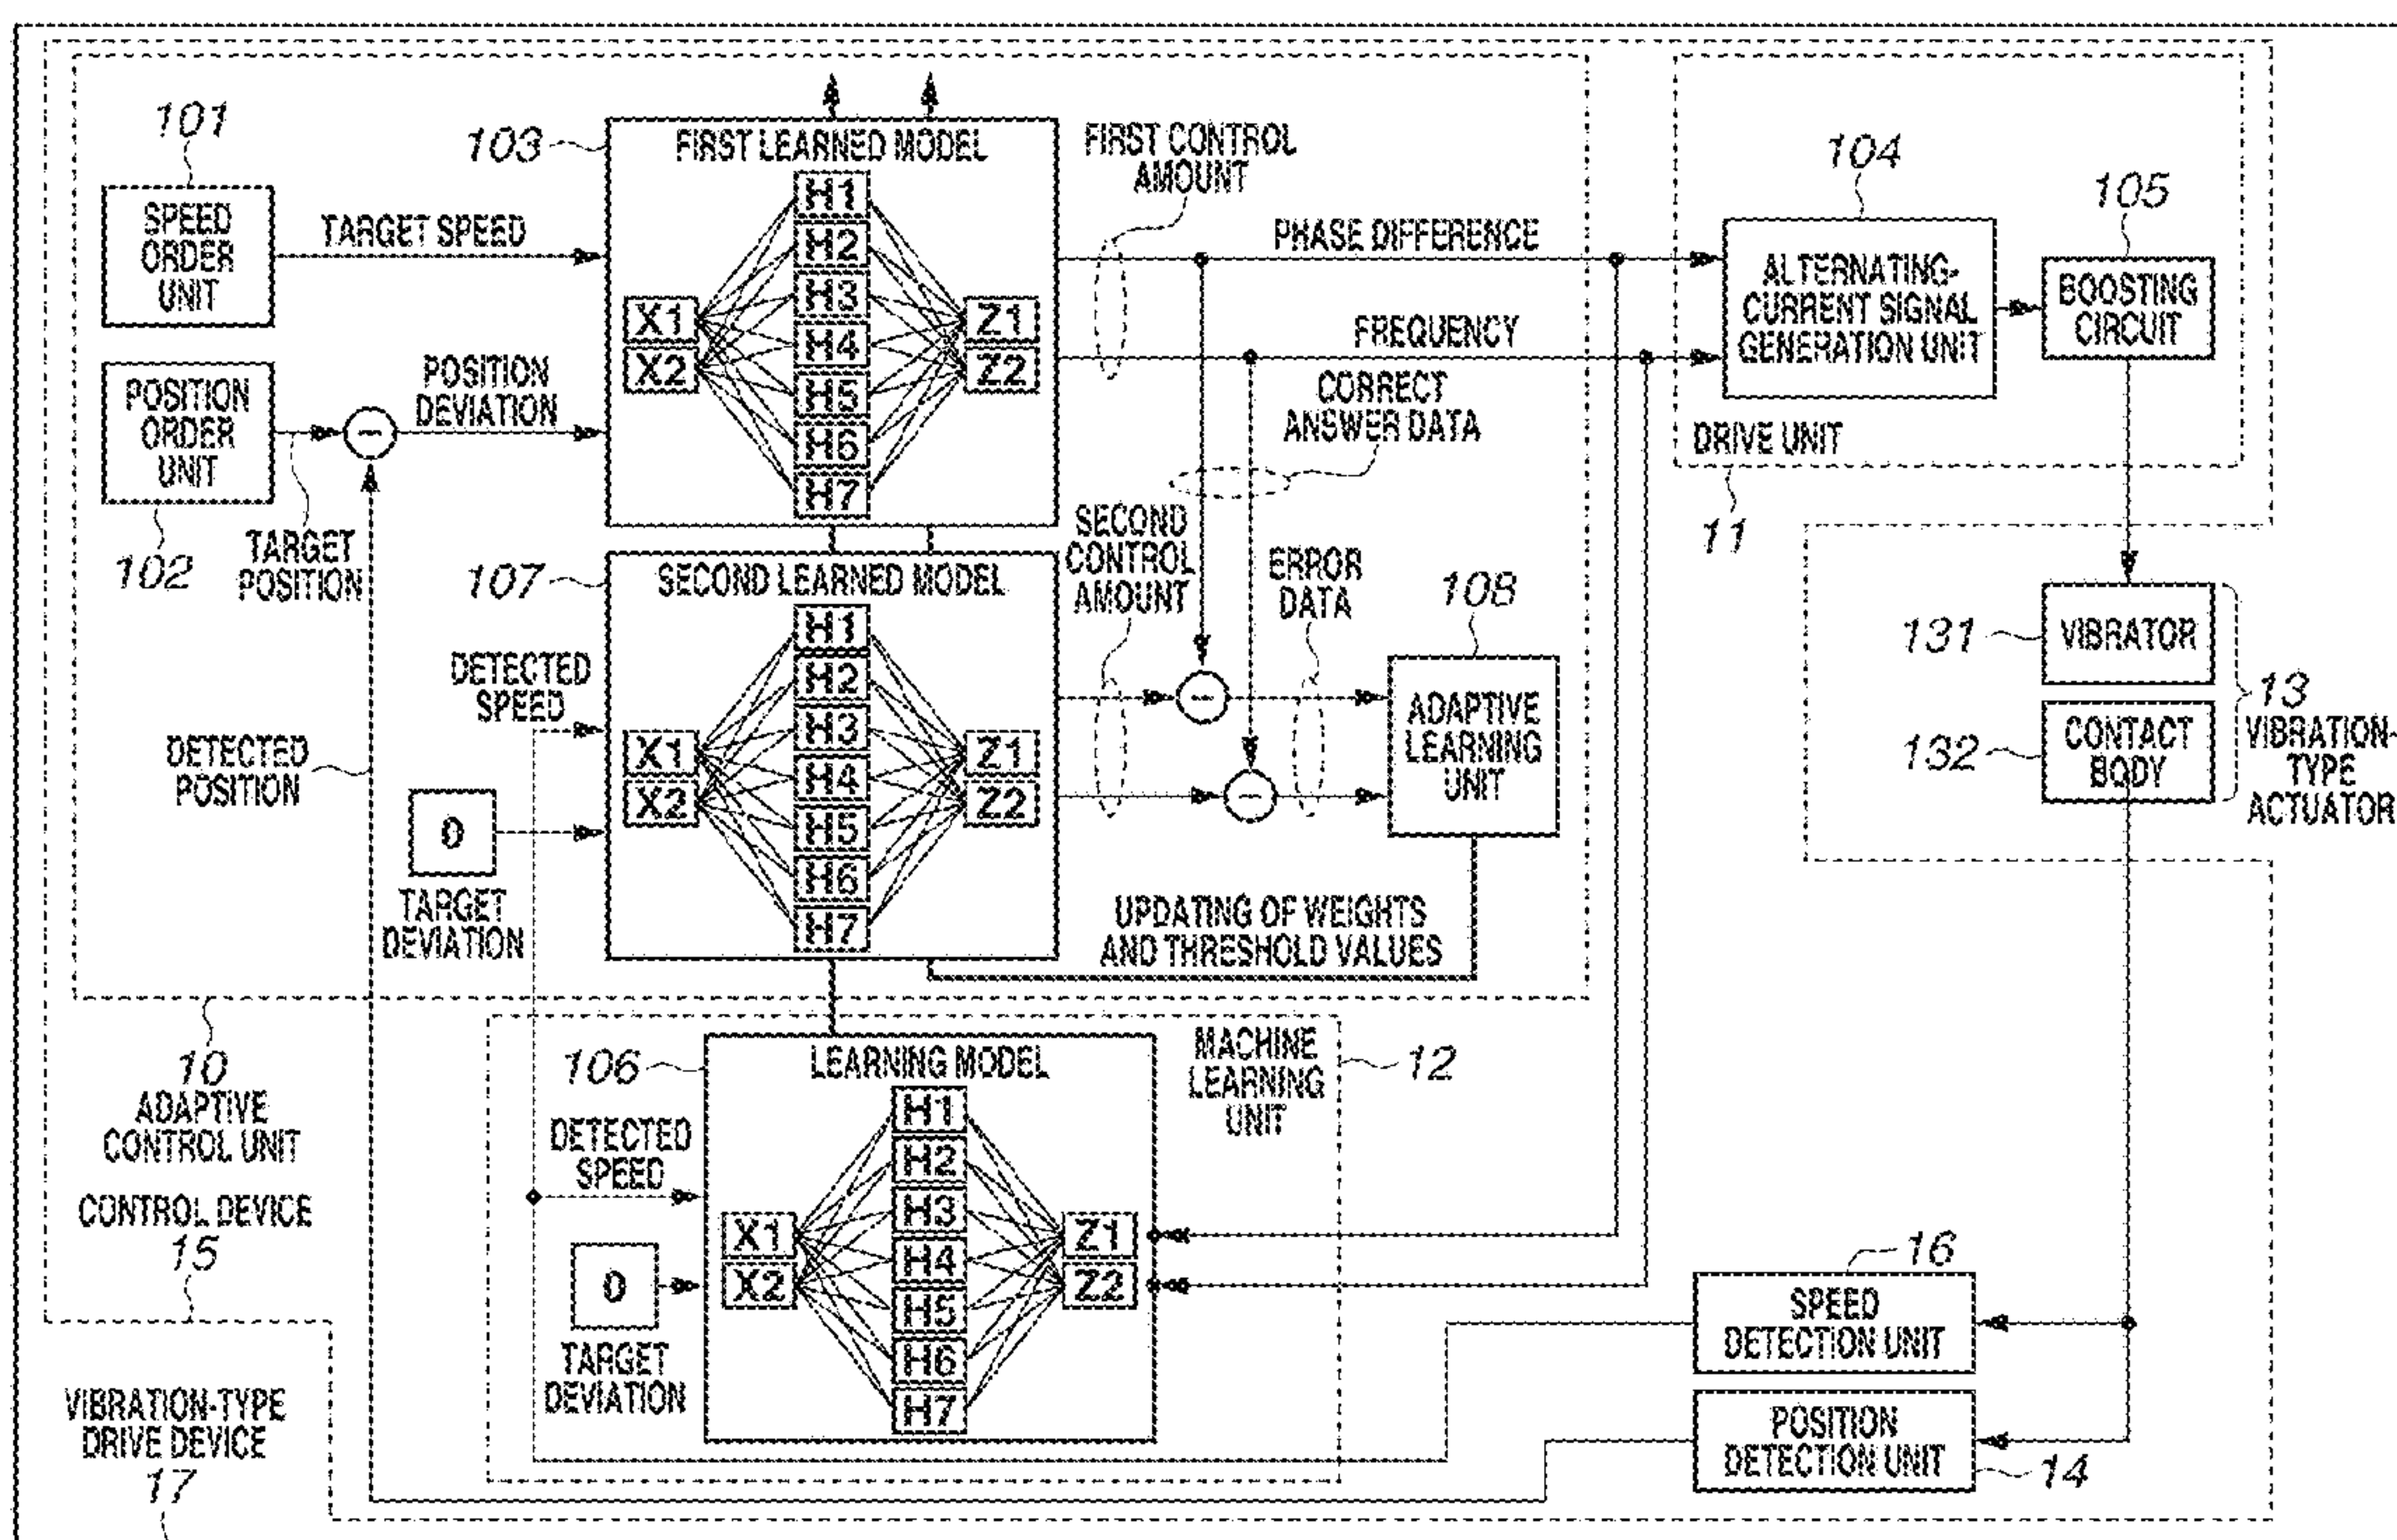 101
SPEED
ORDER
UNIT
TARGET SPEED
POSITION
ORDER
UNIT
102
TARGET
POSITION
−
POSITION
DEVIATION
103
FIRST LEARNED MODEL
H1
H2
H3
H4
H5
H6
H7
X1
X2
Z1
Z2
FIRST CONTROL
AMOUNT
PHASE DIFFERENCE
FREQUENCY
CORRECT
ANSWER DATA
104
ALTERNATING-
CURRENT SIGNAL
GENERATION UNIT
105
BOOSTING
CIRCUIT
DRIVE UNIT
11
107
SECOND LEARNED MODEL
H1
H2
H3
H4
H5
H6
H7
X1
X2
Z1
Z2
DETECTED
SPEED
DETECTED
POSITION
0
TARGET
DEVIATION
SECOND
CONTROL
AMOUNT
ERROR
DATA
−
−
108
ADAPTIVE
LEARNING
UNIT
UPDATING OF WEIGHTS
AND THRESHOLD VALUES
131
VIBRATOR
132
CONTACT
BODY
13
VIBRATION-
TYPE
ACTUATOR
10
ADAPTIVE
CONTROL UNIT
CONTROL DEVICE
15
106
LEARNING MODEL
H1
H2
H3
H4
H5
H6
H7
X1
X2
Z1
Z2
MACHINE
LEARNING
UNIT
12
DETECTED
SPEED
0
TARGET
DEVIATION
16
SPEED
DETECTION UNIT
POSITION
DETECTION UNIT
14
VIBRATION-TYPE
DRIVE DEVICE
17